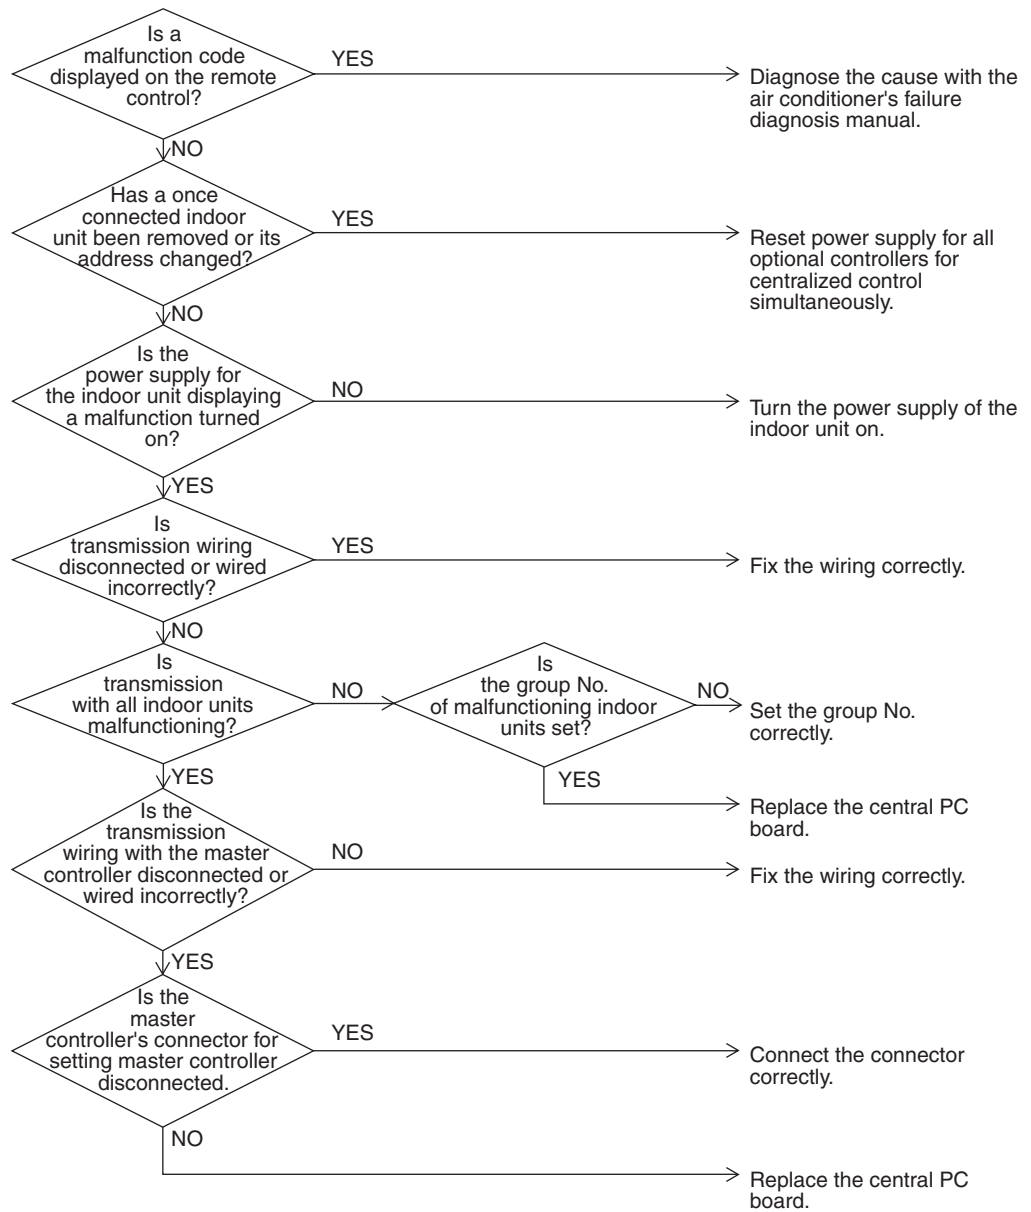 Is a
malfunction code
displayed on the remote
control?
YES
Diagnose the cause with the
air conditioner's failure
diagnosis manual.
NO
Has a once
connected indoor
unit been removed or its
address changed?
YES
Reset power supply for all
optional controllers for
centralized control
simultaneously.
NO
Is the
power supply for
the indoor unit displaying
a malfunction turned
on?
NO
Turn the power supply of the
indoor unit on.
YES
Is
transmission wiring
disconnected or wired
incorrectly?
YES
Fix the wiring correctly.
NO
Is
transmission
with all indoor units
malfunctioning?
NO
Is
the group No.
of malfunctioning indoor
units set?
NO
Set the group No.
correctly.
YES
Replace the central PC
board.
YES
Is the
transmission
wiring with the master
controller disconnected or
wired incorrectly?
NO
Fix the wiring correctly.
YES
Is the
master
controller's connector for
setting master controller
disconnected.
YES
Connect the connector
correctly.
NO
Replace the central PC
board.